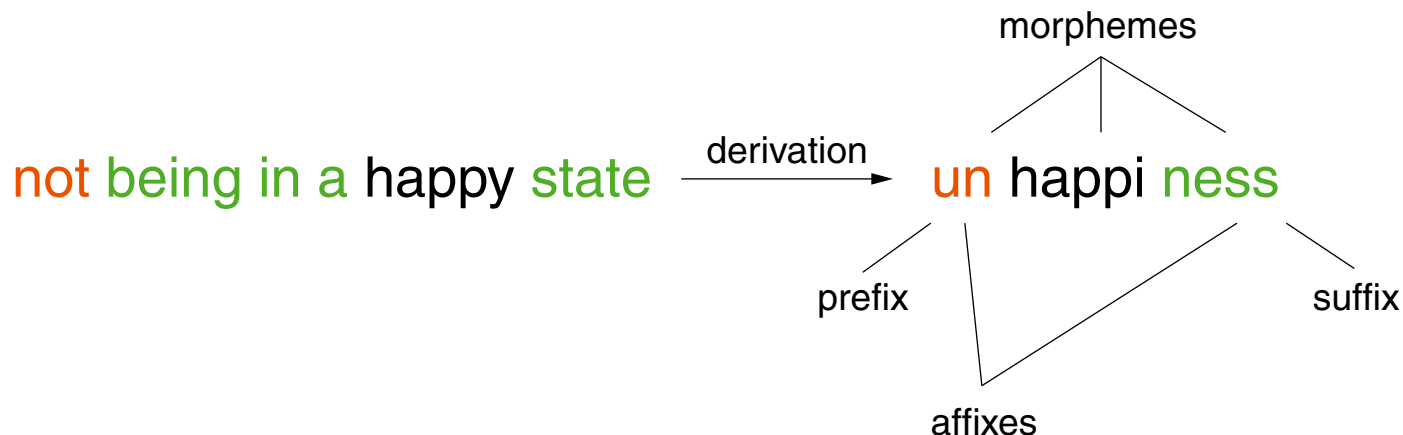 morphemes
derivation
not being in a happy state
un happi ness
prefix
suffix
affixes